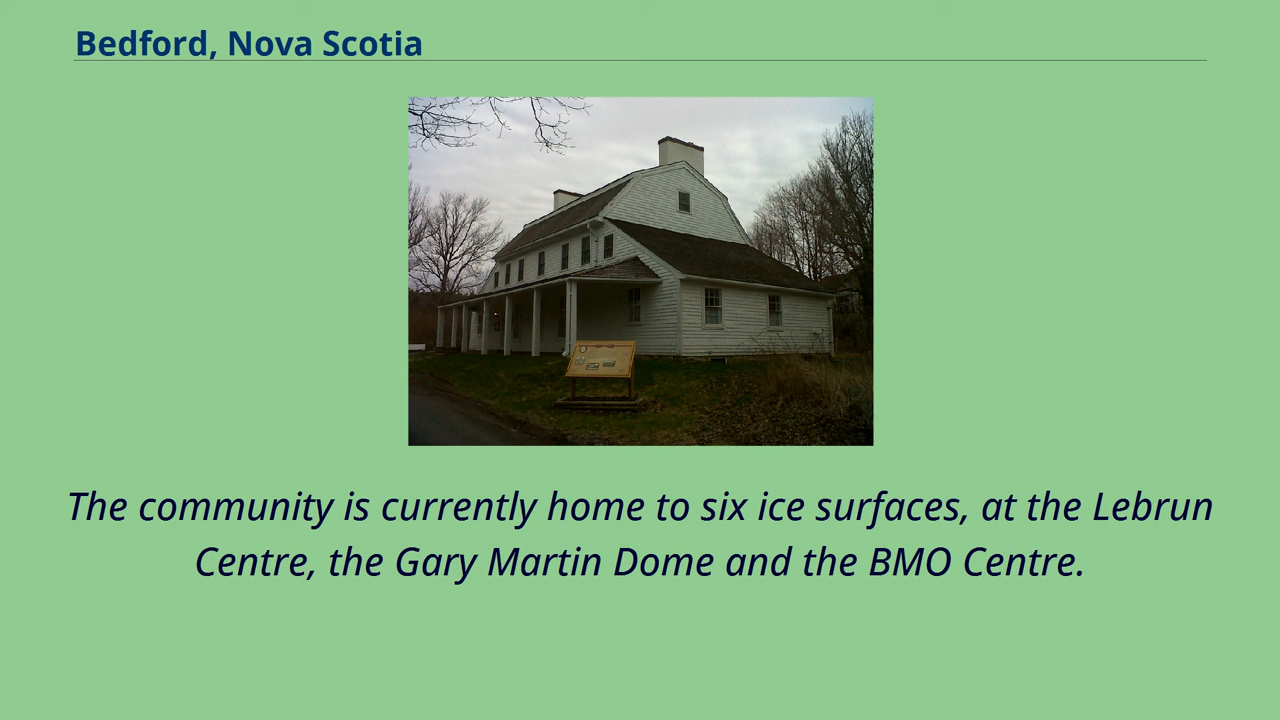 Bedford, Nova Scotia
The community is currently home to six ice surfaces, at the Lebrun
Centre, the Gary Martin Dome and the BMO Centre.